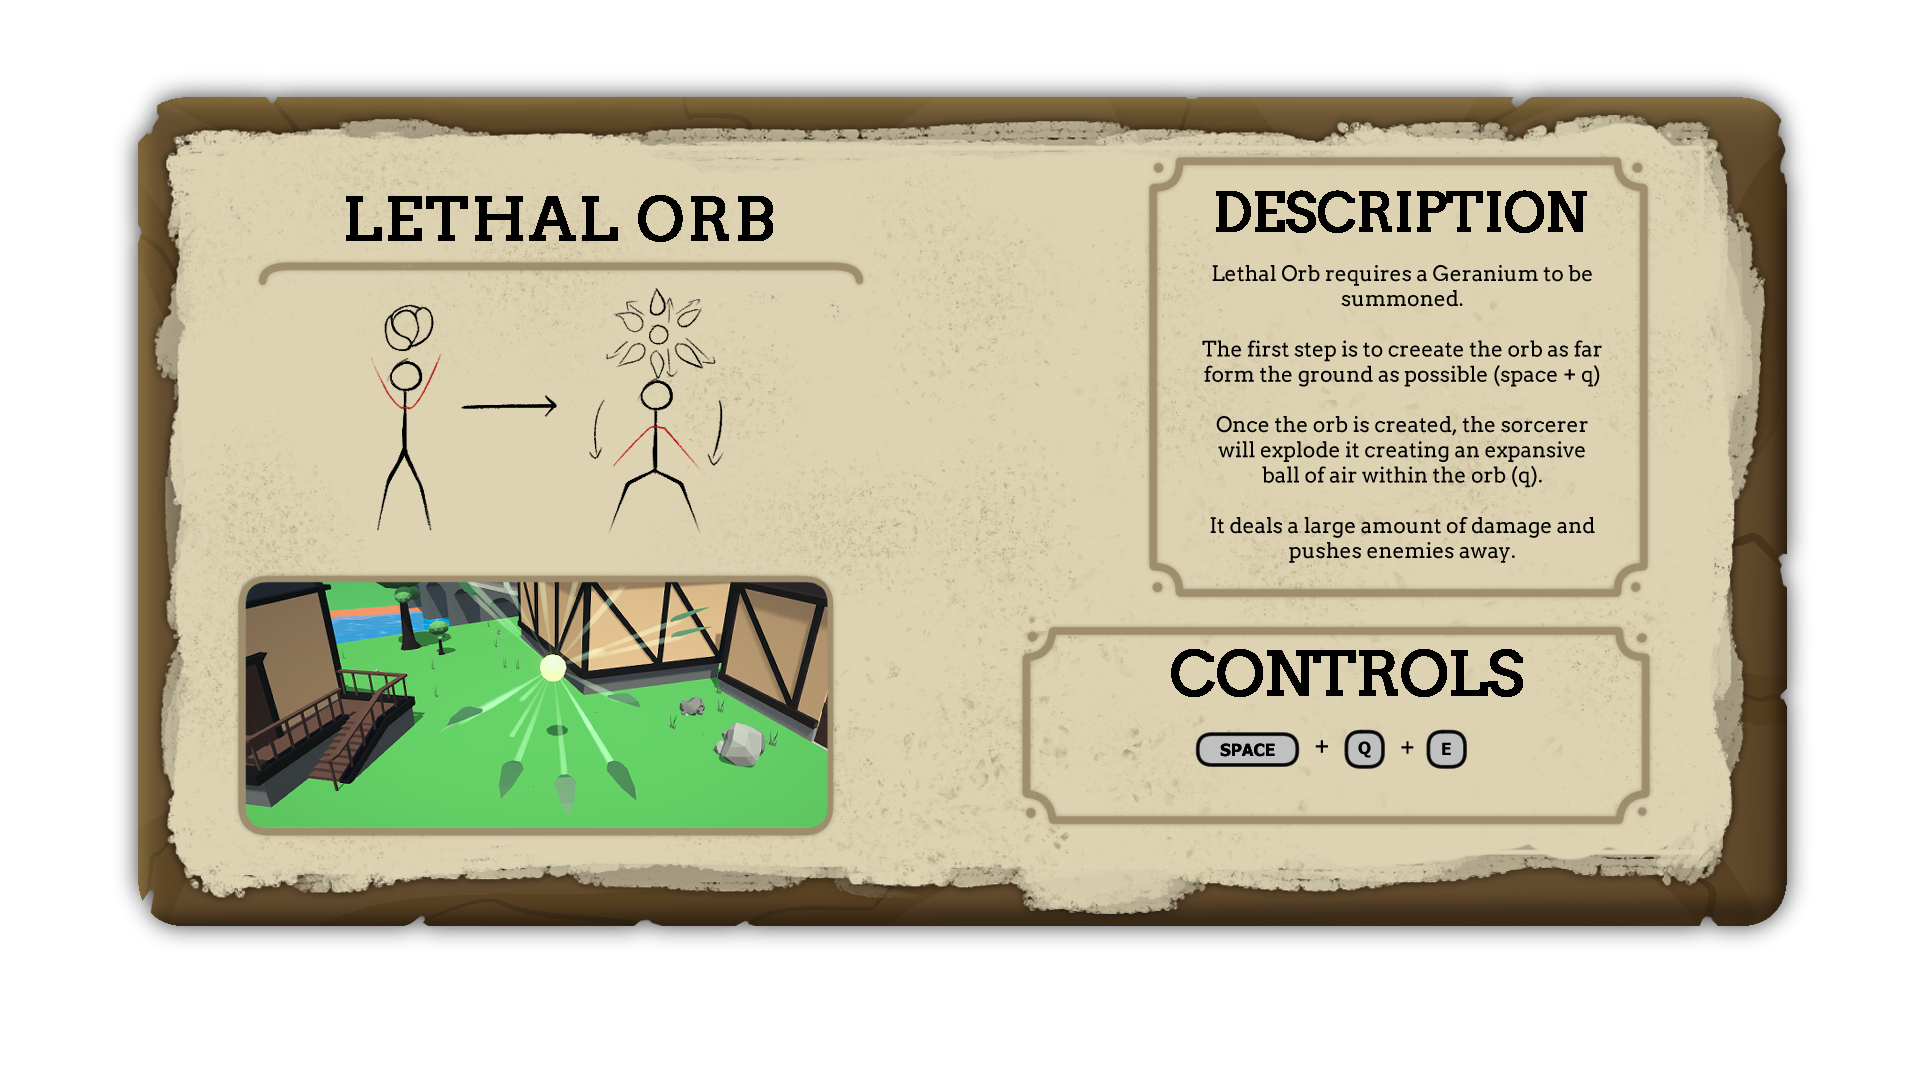 LETHAL ORB
DESCRIPTION
Lethal Orb requires a Geranium to be
summoned.
The first step is to creeate the orb as far
form the ground as possible (space + q)
Once the orb is created, the sorcerer
will explode it creating an expansive
ball of air within the orb (q).
It deals a large amount of damage and
pushes enemies away.
CONTROLS
SPACE + Q + E